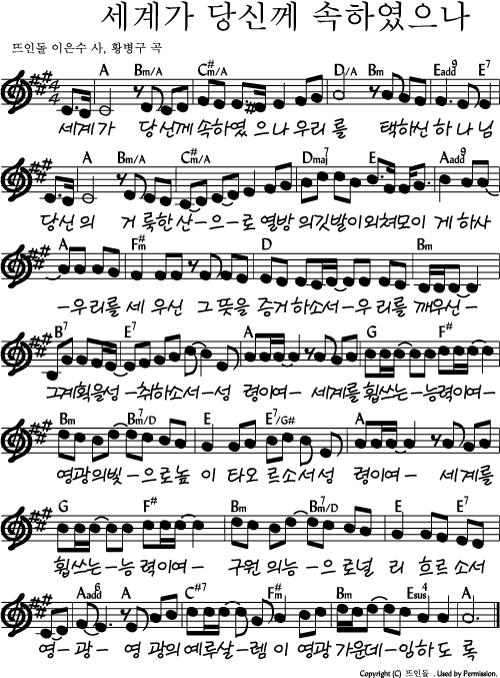 세계가 당신께 속하였으나
뜨인돌 이은수 사, 황병구 곡
A Bm/A C#m/A D/A Bm Eadd9 E7
세계가 당신께 속하였 으나 우리를 택하신 하나님
A Bm/A C#m/A Dmaj7 E Aadd9
당신의 거룩한 산-으-로 열방의깃발이외쳐모이게 하사
A F#m D Bm
-우리를 세우신 그뜻을 증거하소서-우리를 깨우신-
B7 E7 A G F#
그계획을성-취하소서-성 령이여- 세계를 휩쓰는-능력이여-
Bm Bm7/D E E7/G# A
영광의빛-으로높 이 타오 르소서성 령이여- 세계를
G F# Bm Bm7/D E E7
휩쓰는-능력이여- 구원의능-으로널 리 흐르소서
Aadd6 A C#7 F#m Bm Esus4 A
영-광- 영광의예루살-렘이 영광가운데-임하도록
Copyright (C) 뜨인돌 . Used by Permission.